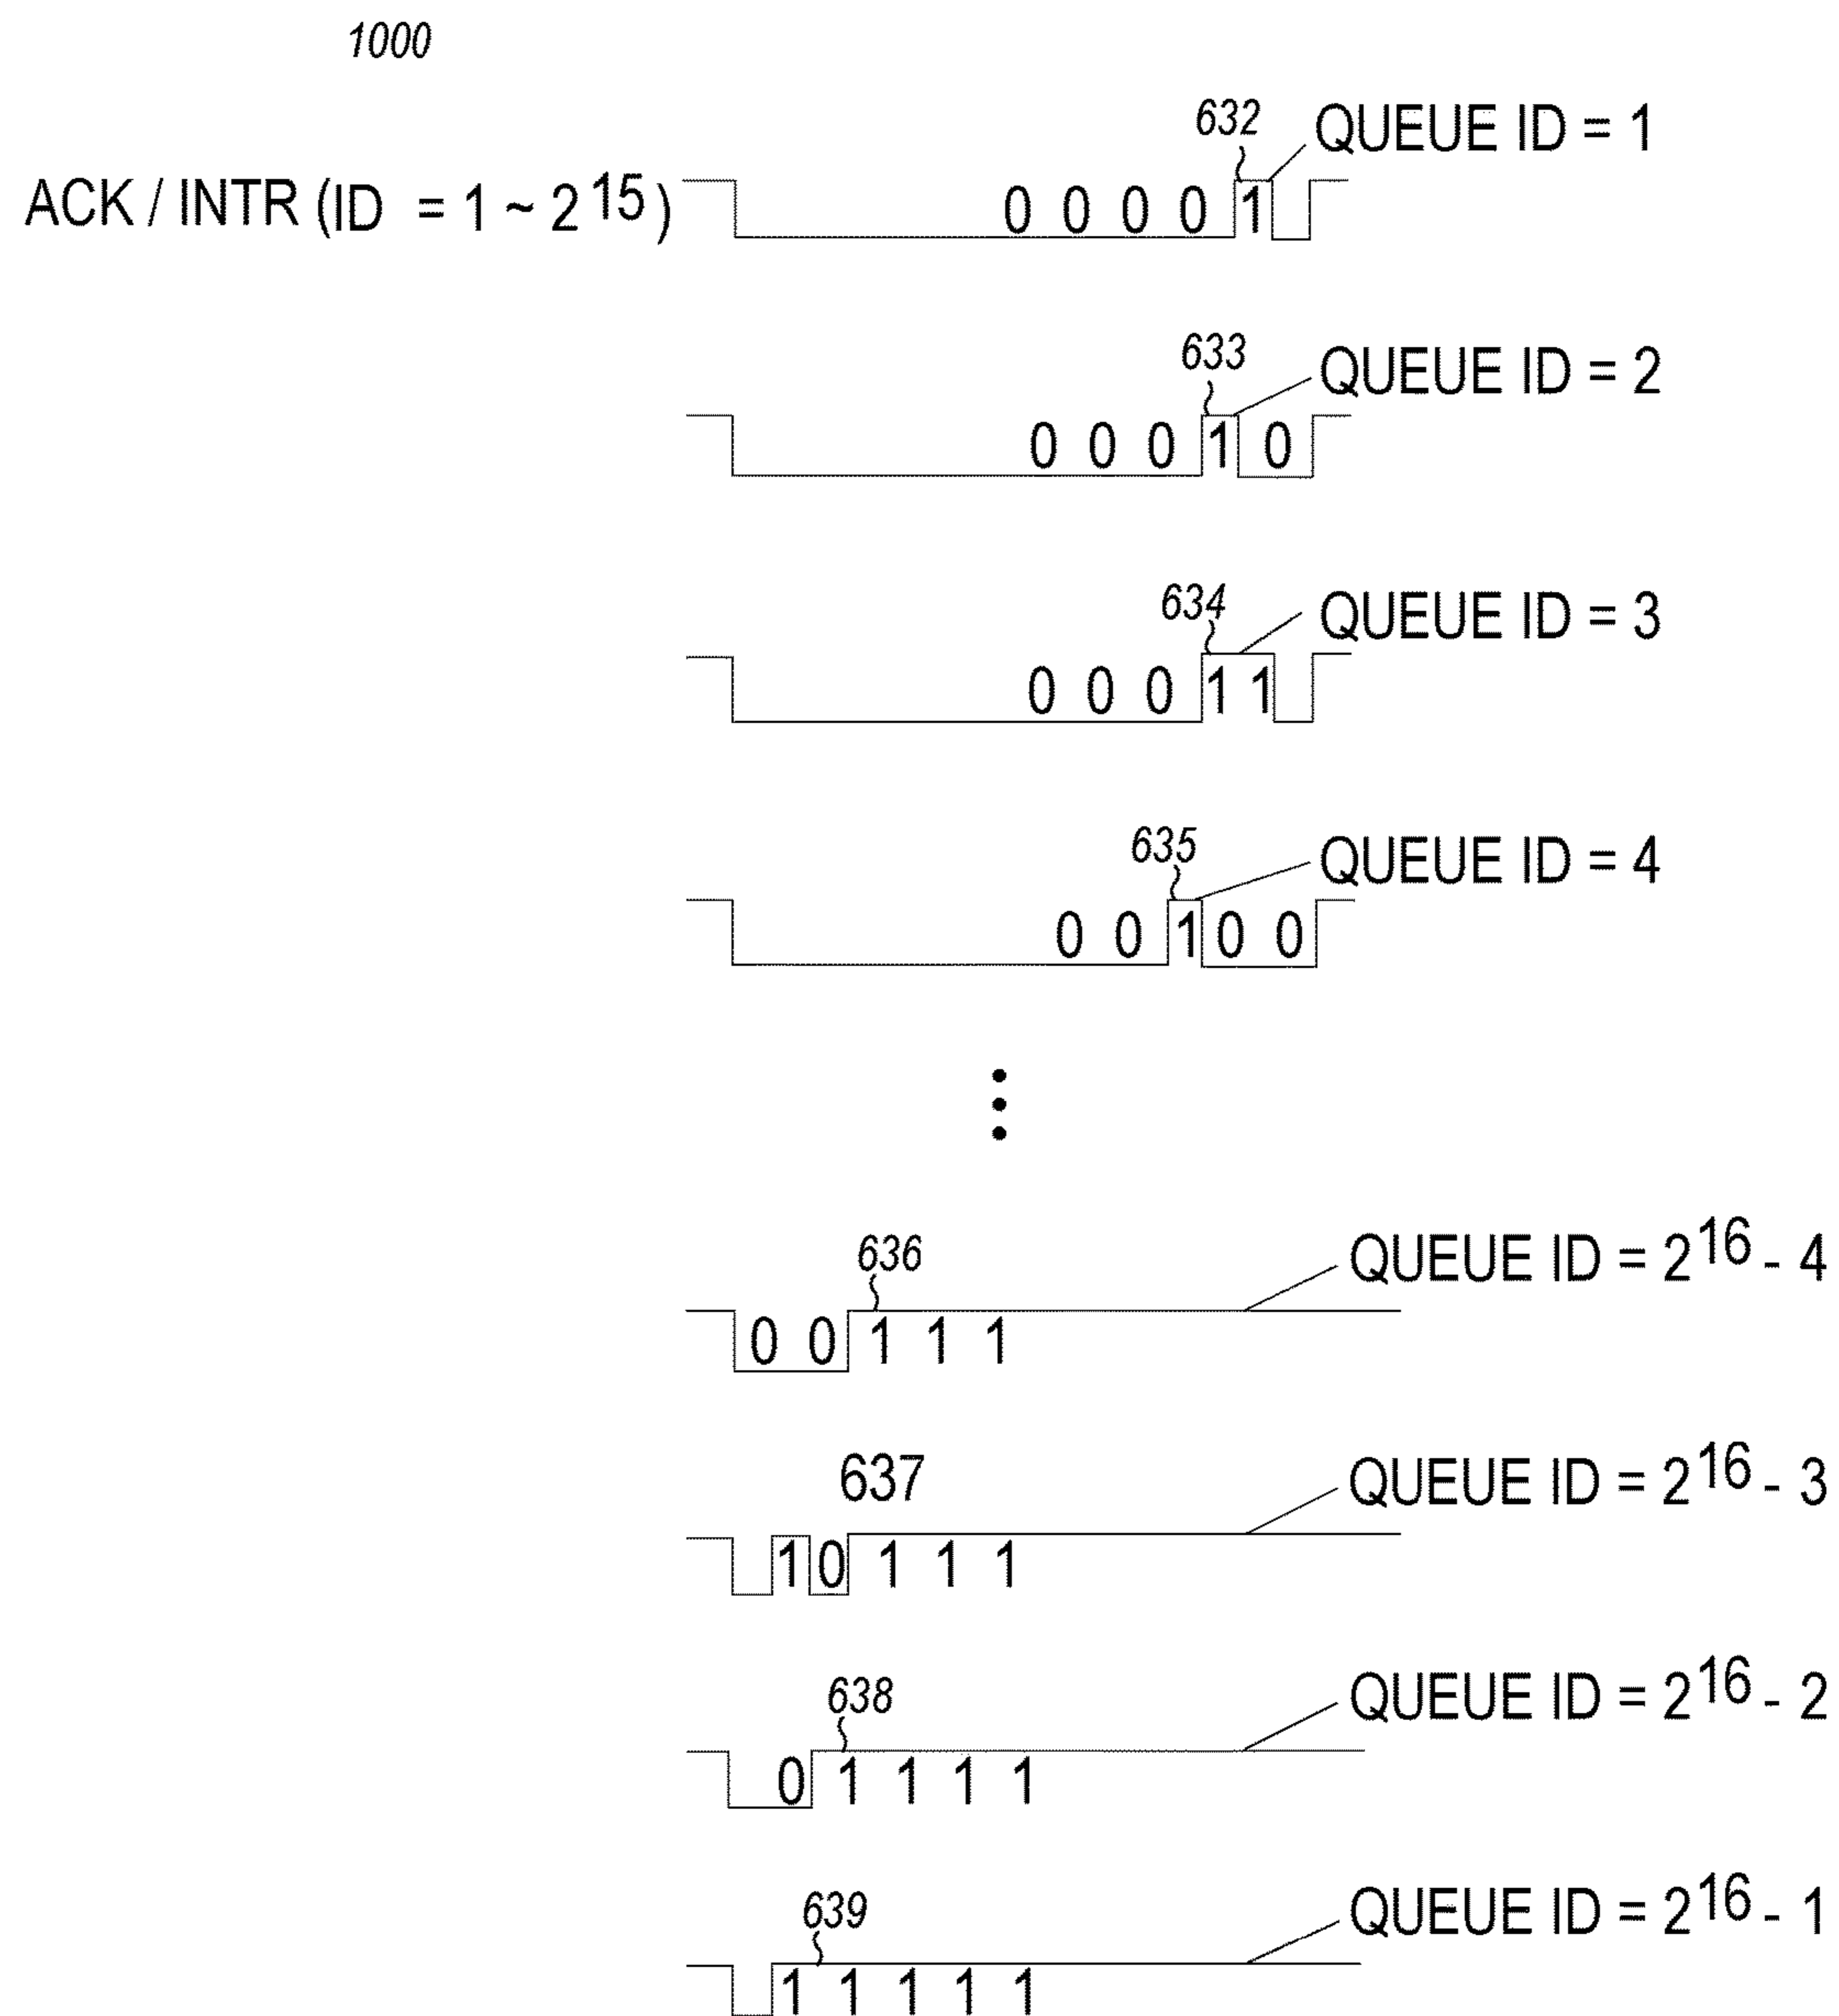 1000
632 QUEUE ID = 1
ACK / INTR (ID = 1 ~ 2^15)
0 0 0 0 1
633 QUEUE ID = 2
0 0 0 1 0
634 QUEUE ID = 3
0 0 0 1 1
635 QUEUE ID = 4
0 0 1 0 0
636 QUEUE ID = 2^16 - 4
0 0 1 1 1
637 QUEUE ID = 2^16 - 3
1 0 1 1 1
638 QUEUE ID = 2^16 - 2
0 1 1 1 1
639 QUEUE ID = 2^16 - 1
1 1 1 1 1